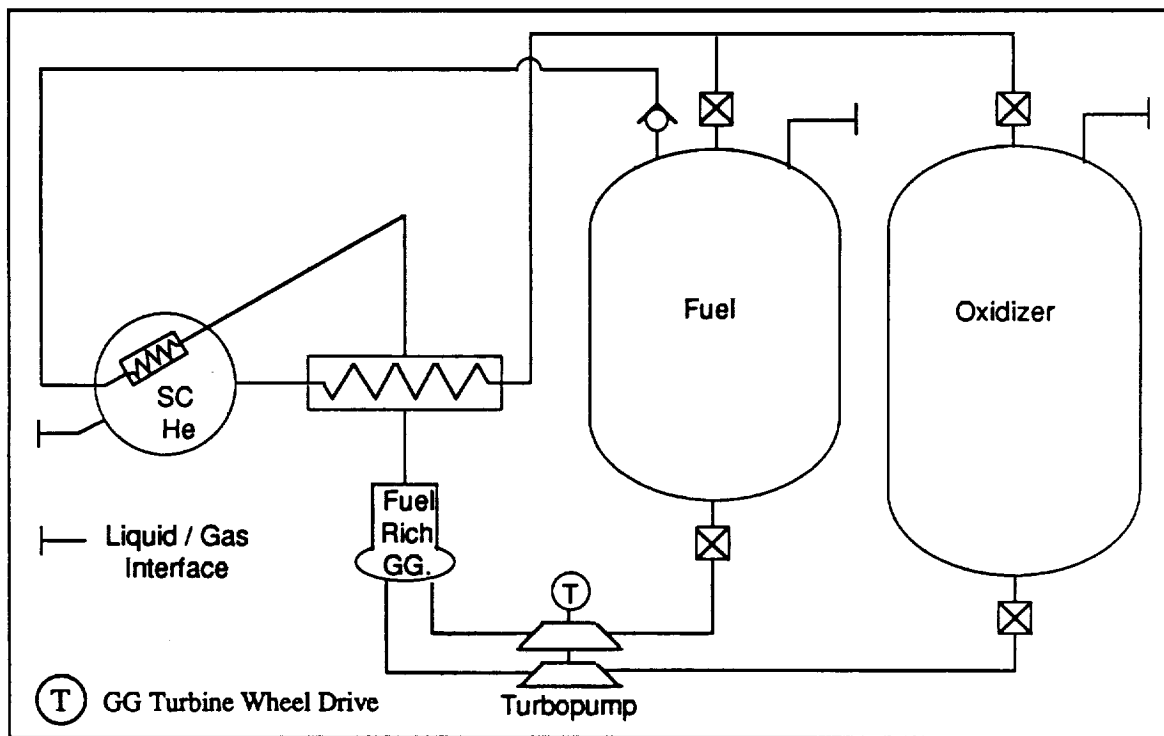 Fuel
Oxidizer
SC
He
Fuel
Rich
GG.
Liquid / Gas
Interface
T
Turbopump
T GG Turbine Wheel Drive